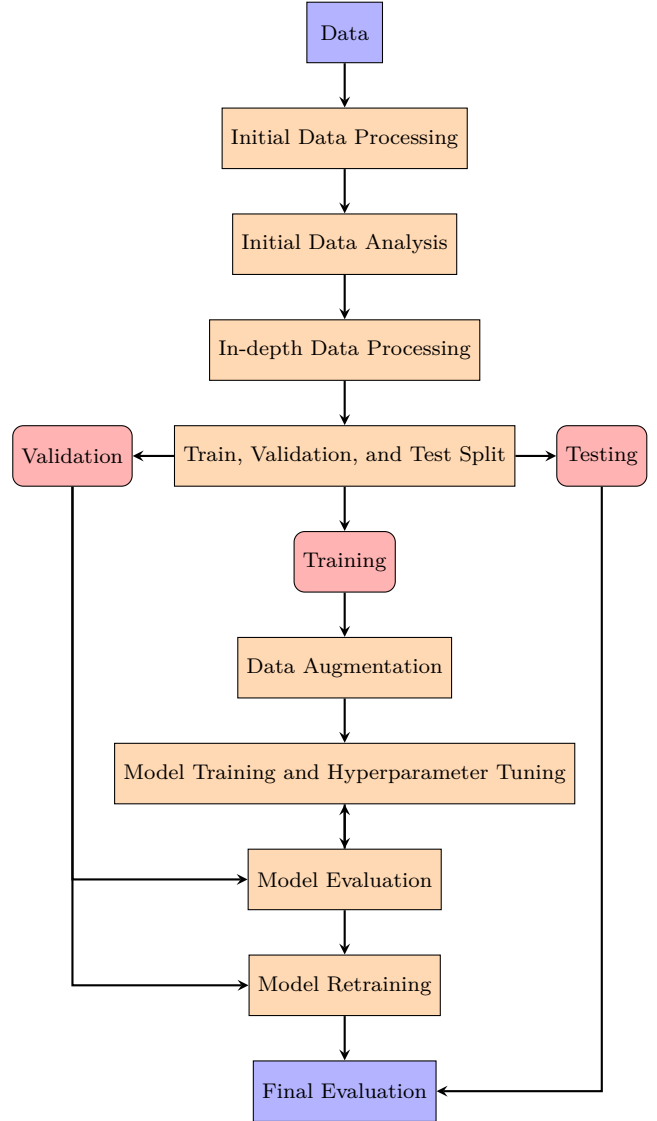 Data
Initial Data Processing
Initial Data Analysis
In-depth Data Processing
Validation
Train, Validation, and Test Split
Testing
Training
Data Augmentation
Model Training and Hyperparameter Tuning
Model Evaluation
Model Retraining
Final Evaluation